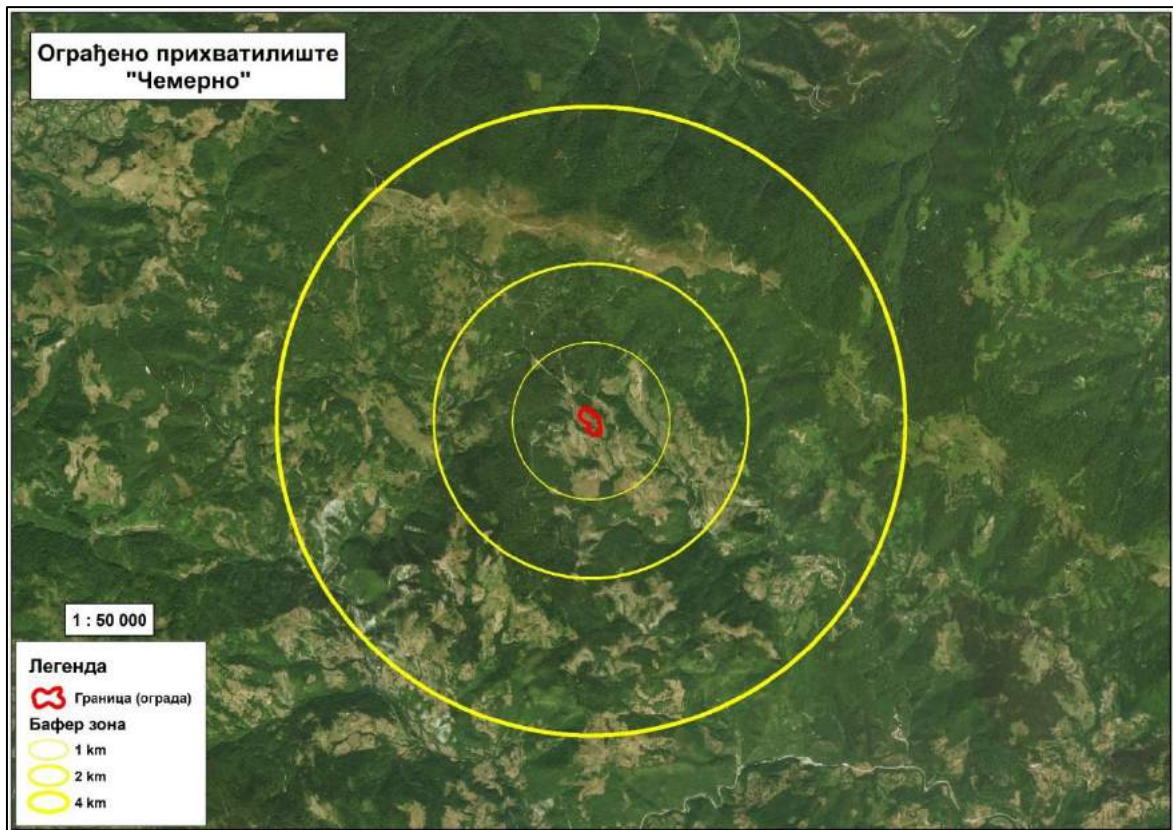 Ограђено прихватилиште
"Чемерно"
1 : 50 000
Легенда
Граница (ограда)
Бафер зона
1 km
2 km
4 km